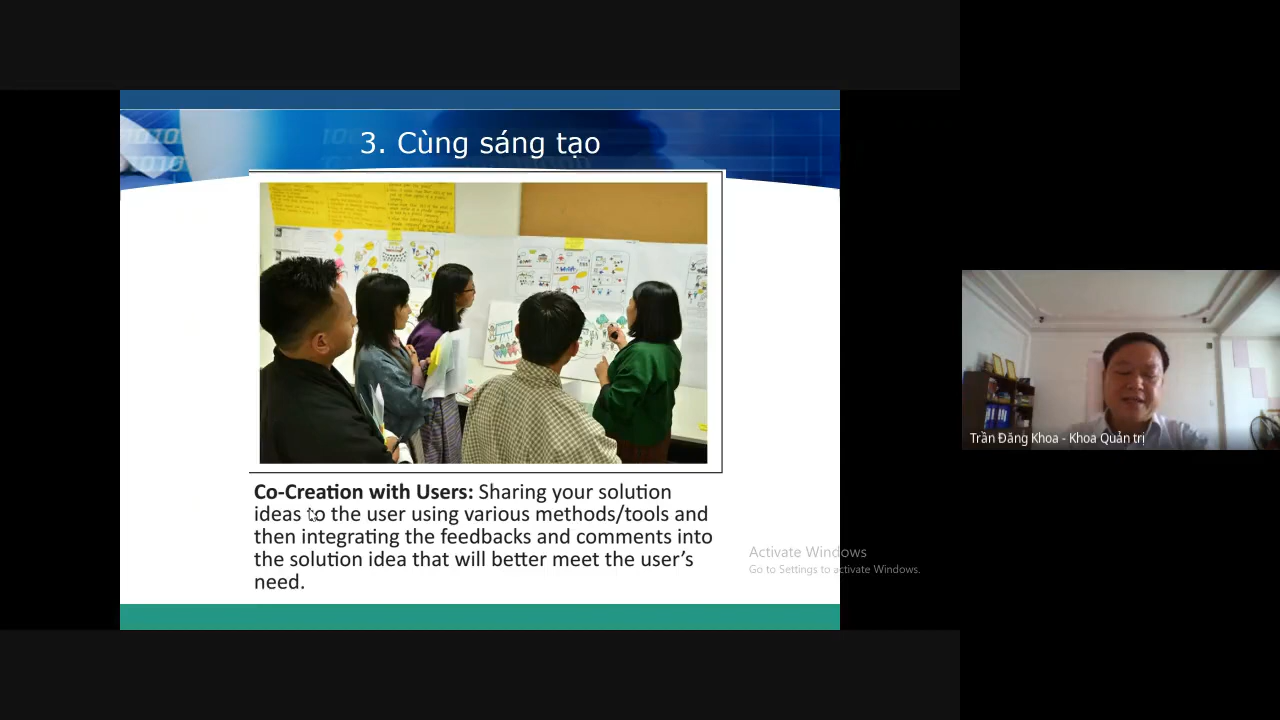 3. Cùng sáng tạo
Co-Creation with Users: Sharing your solution
ideas to the user using various methods/tools and
then integrating the feedbacks and comments into
the solution idea that will better meet the user's
need.
Activate Windows
Go to Settings to activate Windows.
Trần Đăng Khoa - Khoa Quản trị